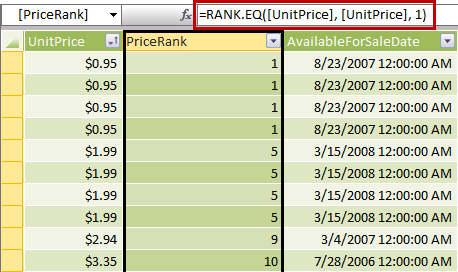 [PriceRank] fx =RANK.EQ([UnitPrice], [UnitPrice], 1)
UnitPrice PriceRank AvailableForSaleDate
$0.95 1 8/23/2007 12:00:00 AM
$0.95 1 8/23/2007 12:00:00 AM
$0.95 1 8/23/2007 12:00:00 AM
$0.95 1 8/23/2007 12:00:00 AM
$1.99 5 3/15/2008 12:00:00 AM
$1.99 5 3/15/2008 12:00:00 AM
$1.99 5 3/15/2008 12:00:00 AM
$1.99 5 3/15/2008 12:00:00 AM
$2.94 9 3/4/2007 12:00:00 AM
$3.35 10 7/28/2006 12:00:00 AM